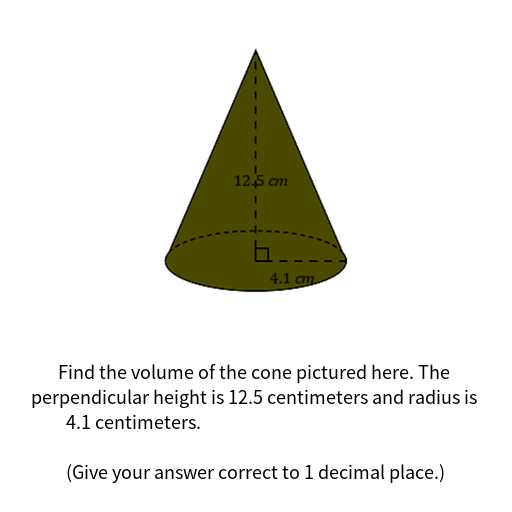 12.5 cm
4.1 cm
Find the volume of the cone pictured here. The
perpendicular height is 12.5 centimeters and radius is
4.1 centimeters.
(Give your answer correct to 1 decimal place.)